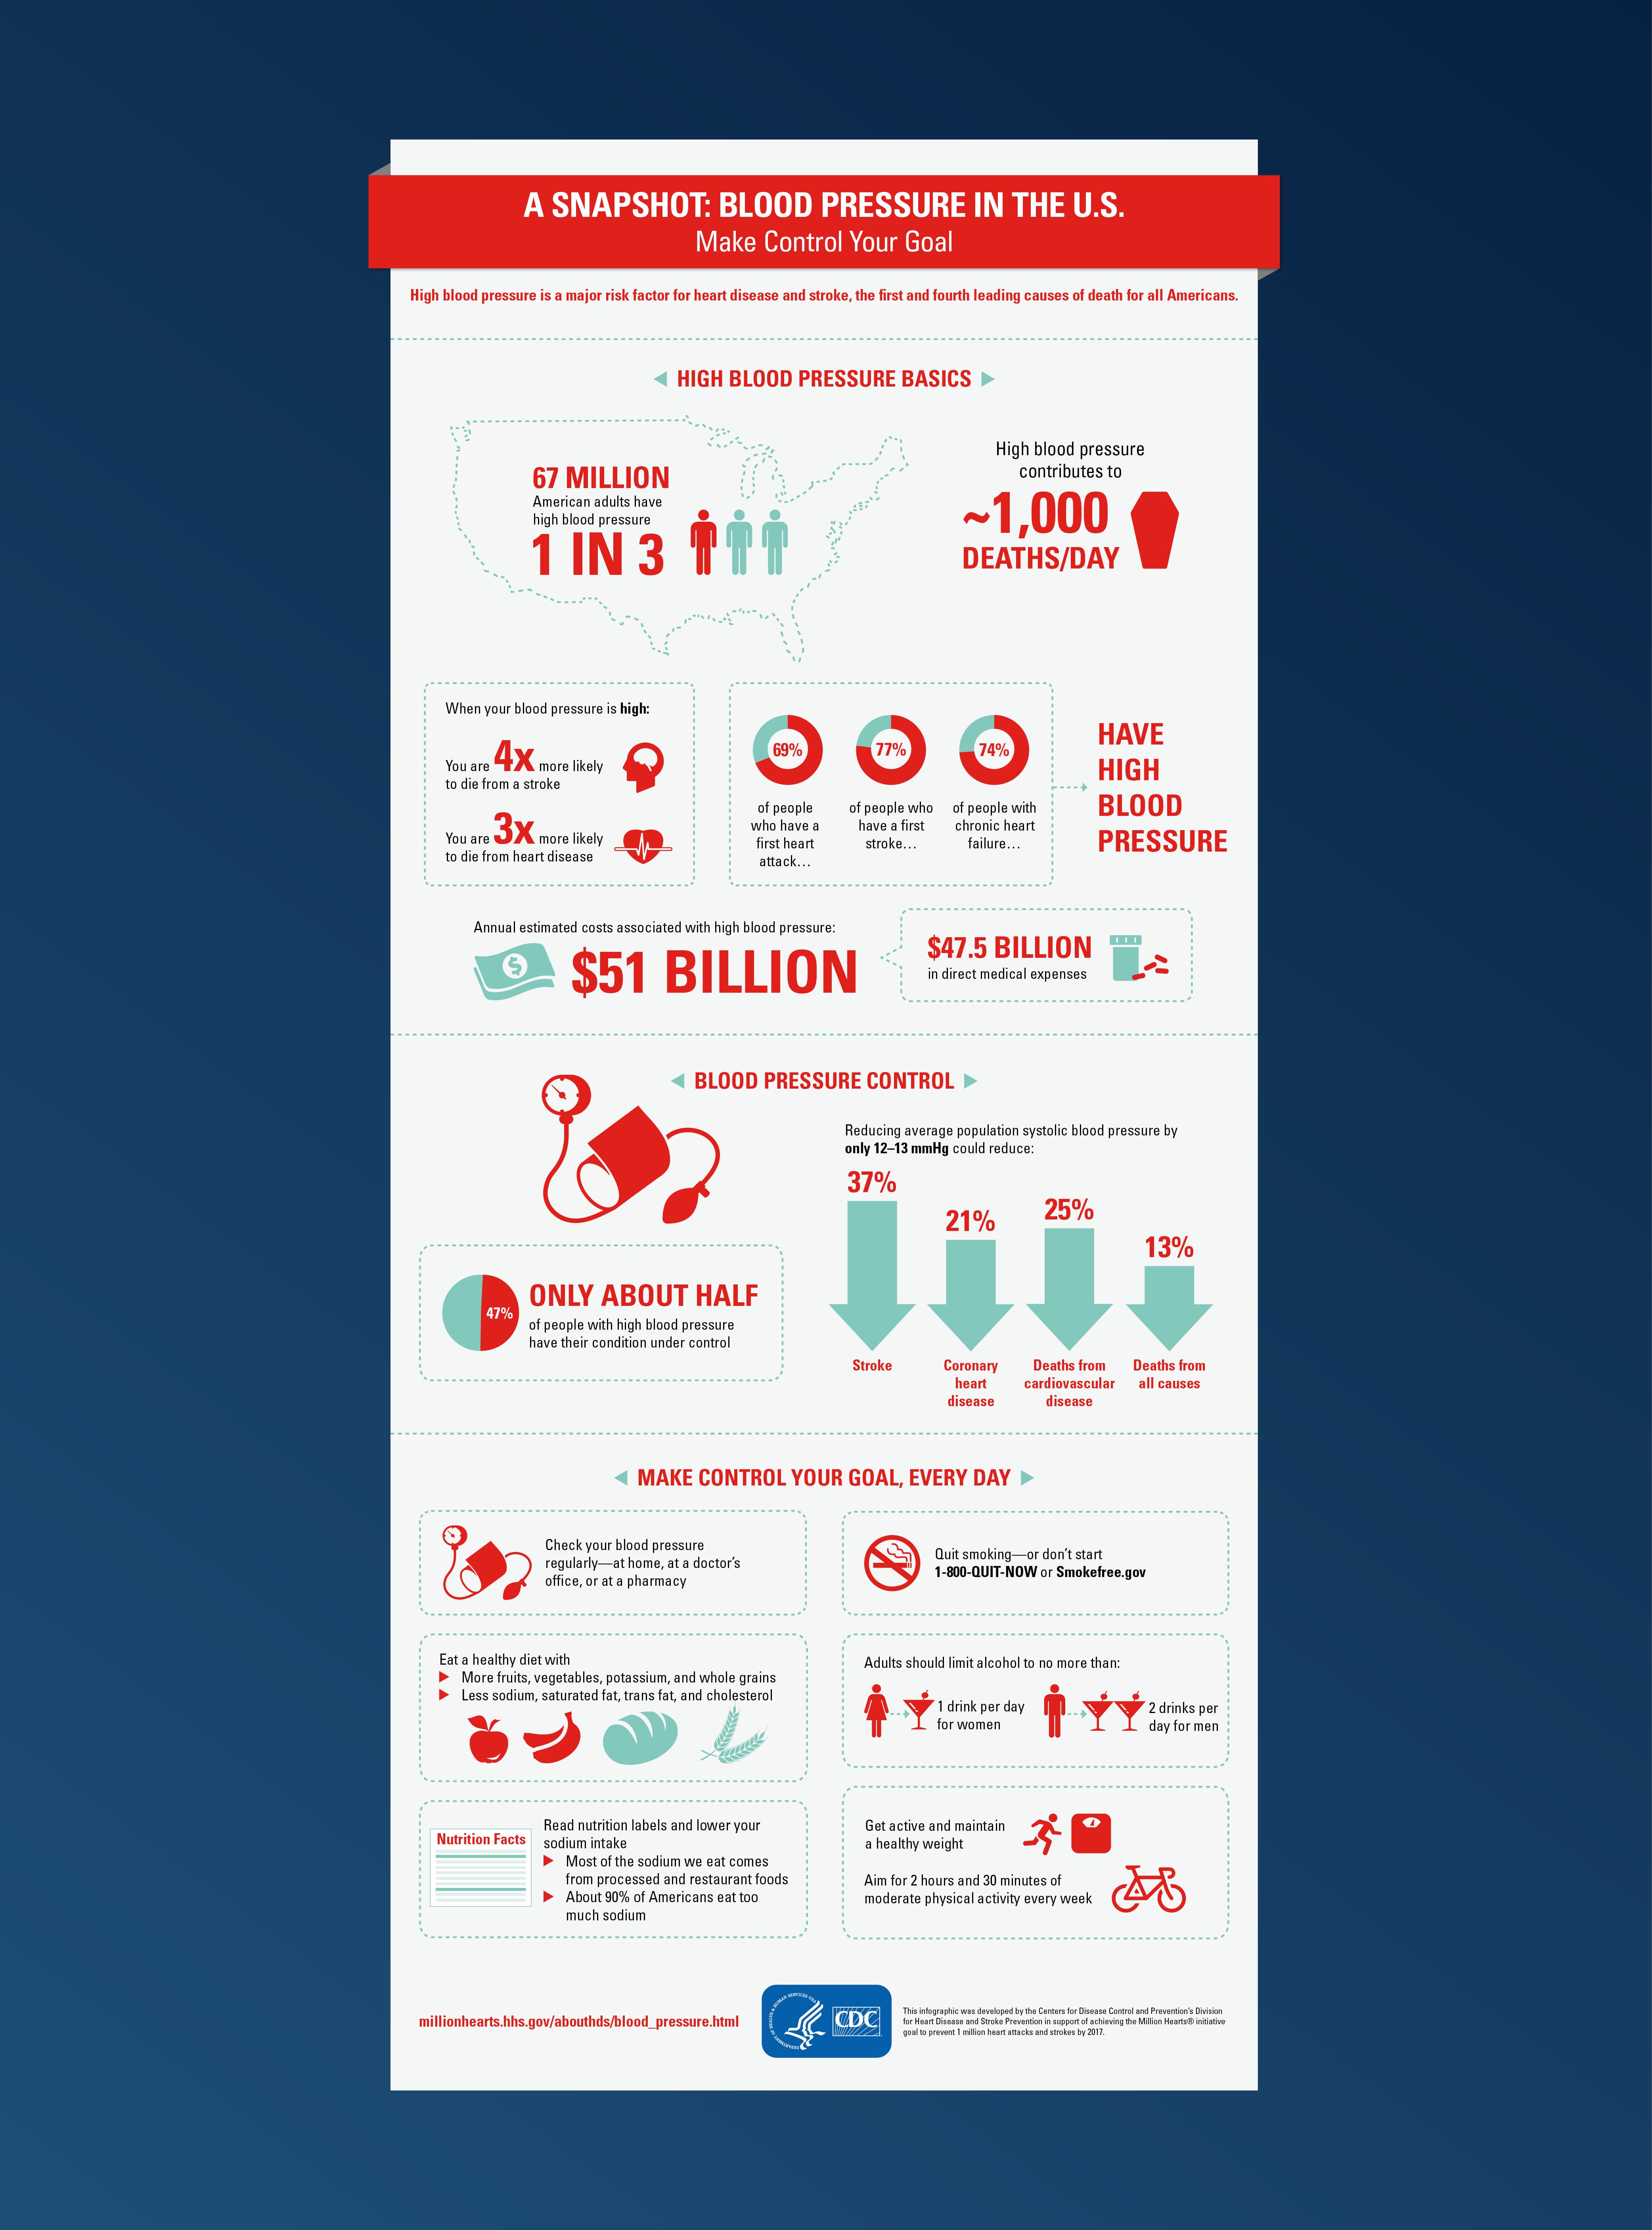 A SNAPSHOT: BLOOD PRESSURE IN THE U.S.
Make Control Your Goal
High blood pressure is a major risk factor for heart disease and stroke, the first and fourth leading causes of death for all Americans.
HIGH BLOOD PRESSURE BASICS
67 MILLION
American adults have
high blood pressure
1 IN 3
High blood pressure
contributes to
~1,000
DEATHS/DAY
When your blood pressure is high:
You are 4x more likely
to die from a stroke
You are 3x more likely
to die from heart disease
69%
of people
who have a
first heart
attack…
77%
of people who
have a first
stroke…
74%
of people with
chronic heart
failure…
HAVE
HIGH
BLOOD
PRESSURE
Annual estimated costs associated with high blood pressure:
$51 BILLION
$47.5 BILLION
in direct medical expenses
BLOOD PRESSURE CONTROL
47%
ONLY ABOUT HALF
of people with high blood pressure
have their condition under control
Reducing average population systolic blood pressure by
only 12–13 mmHg could reduce:
37%
Stroke
21%
Coronary
heart
disease
25%
Deaths from
cardiovascular
disease
13%
Deaths from
all causes
MAKE CONTROL YOUR GOAL, EVERY DAY
Check your blood pressure
regularly—at home, at a doctor's
office, or at a pharmacy
Quit smoking—or don't start
1-800-QUIT-NOW or Smokefree.gov
Eat a healthy diet with
More fruits, vegetables, potassium, and whole grains
Less sodium, saturated fat, trans fat, and cholesterol
Adults should limit alcohol to no more than:
1 drink per day
for women
2 drinks per
day for men
Nutrition Facts
Read nutrition labels and lower your
sodium intake
Most of the sodium we eat comes
from processed and restaurant foods
About 90% of Americans eat too
much sodium
Get active and maintain
a healthy weight
Aim for 2 hours and 30 minutes of
moderate physical activity every week
millionhearts.hhs.gov/abouthds/blood_pressure.html
DEPARTMENT OF HEALTH & HUMAN SERVICES·USA
CDC
This infographic was developed by the Centers for Disease Control and Prevention's Division
for Heart Disease and Stroke Prevention in support of achieving the Million Hearts® initiative
goal to prevent 1 million heart attacks and strokes by 2017.